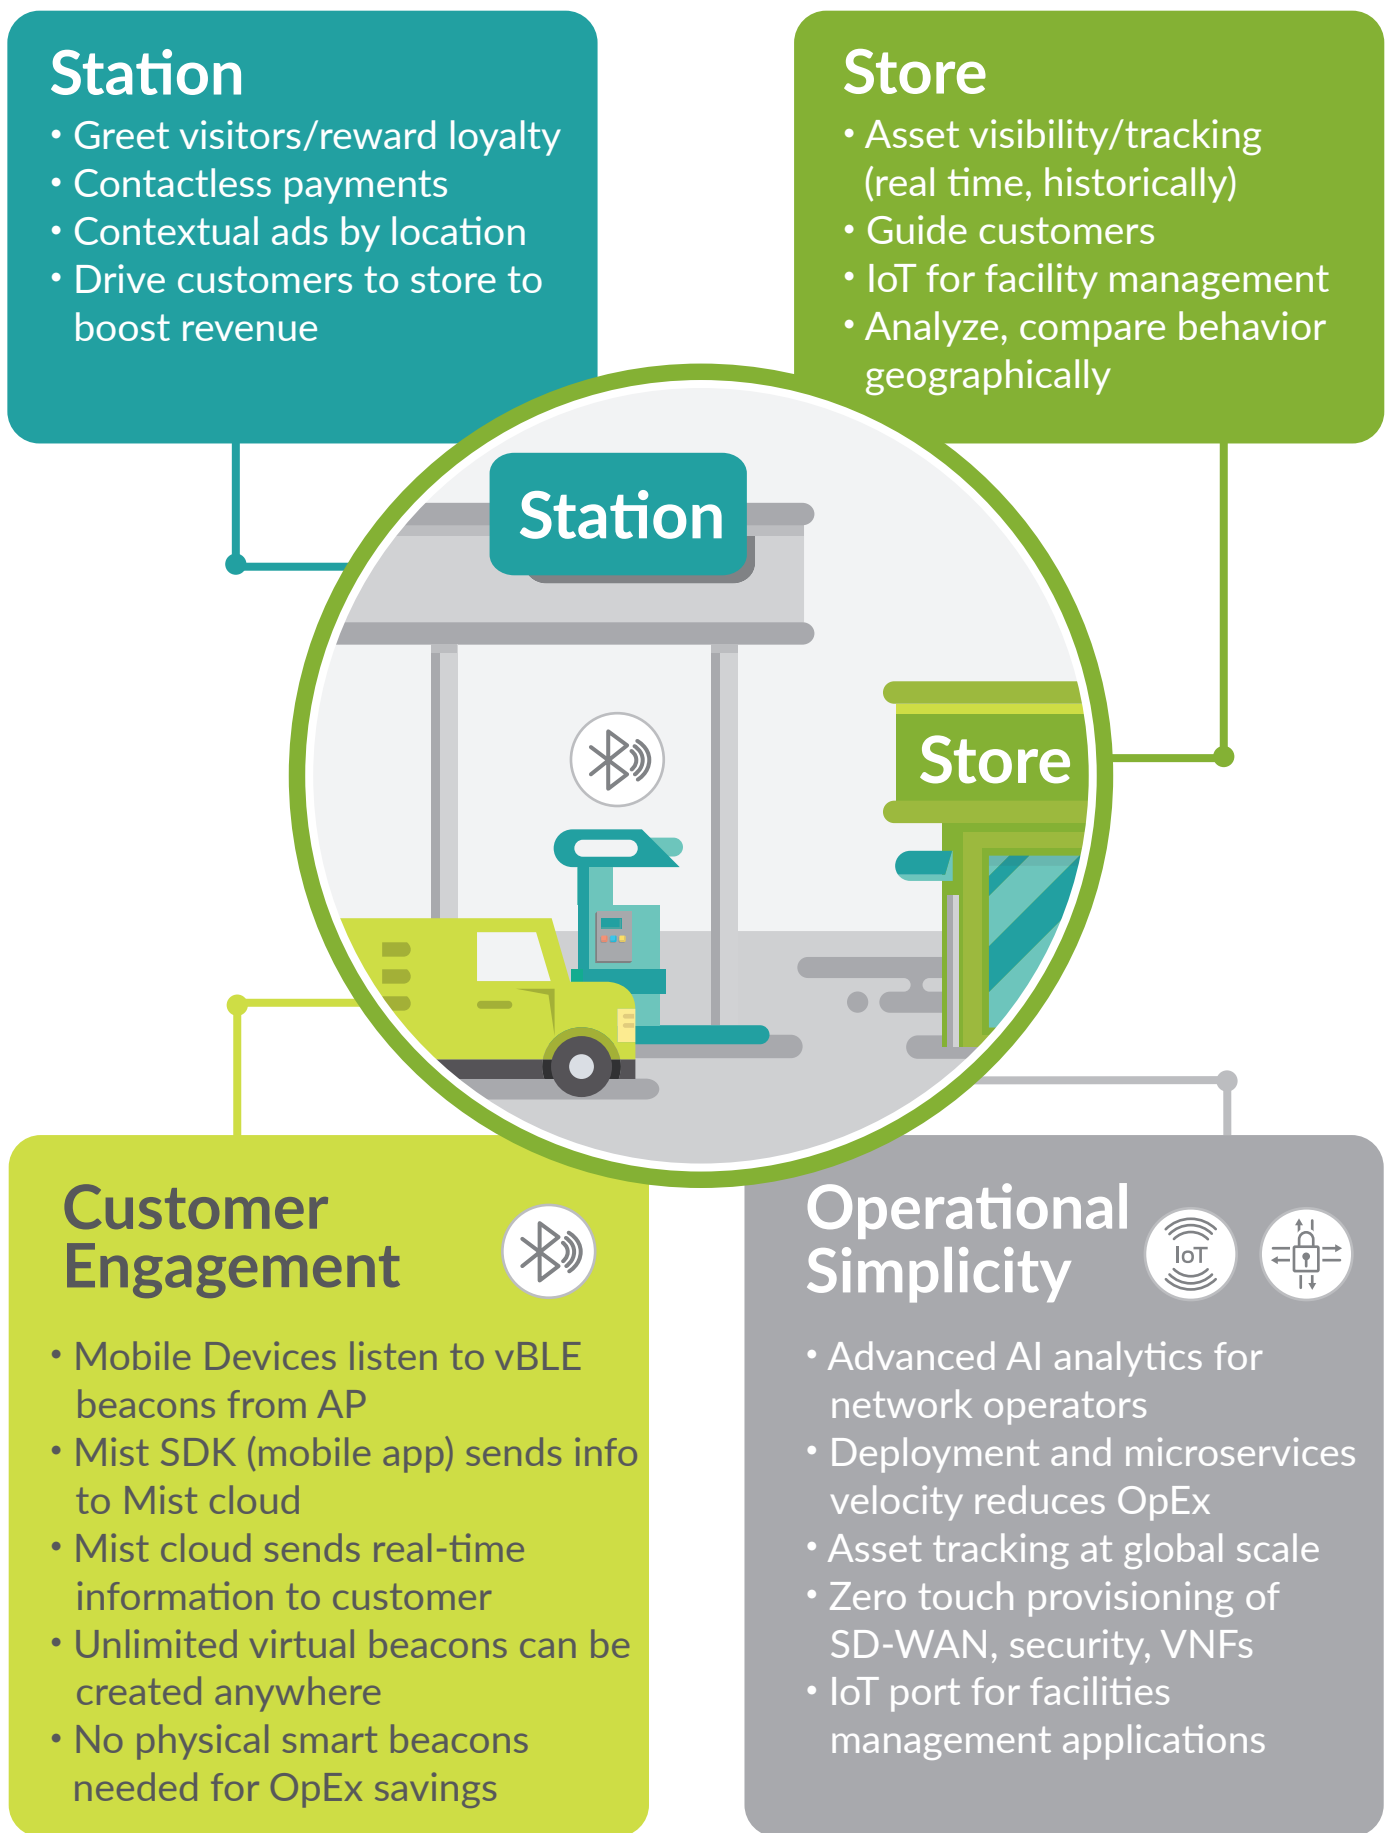 Station
• Greet visitors/reward loyalty
• Contactless payments
• Contextual ads by location
• Drive customers to store to
boost revenue
Store
• Asset visibility/tracking
(real time, historically)
• Guide customers
• IoT for facility management
• Analyze, compare behavior
geographically
Station
Store
Customer
Engagement
• Mobile Devices listen to vBLE
beacons from AP
• Mist SDK (mobile app) sends info
to Mist cloud
• Mist cloud sends real-time
information to customer
• Unlimited virtual beacons can be
created anywhere
• No physical smart beacons
needed for OpEx savings
Operational
Simplicity
IoT
• Advanced AI analytics for
network operators
• Deployment and microservices
velocity reduces OpEx
• Asset tracking at global scale
• Zero touch provisioning of
SD-WAN, security, VNFs
• IoT port for facilities
management applications